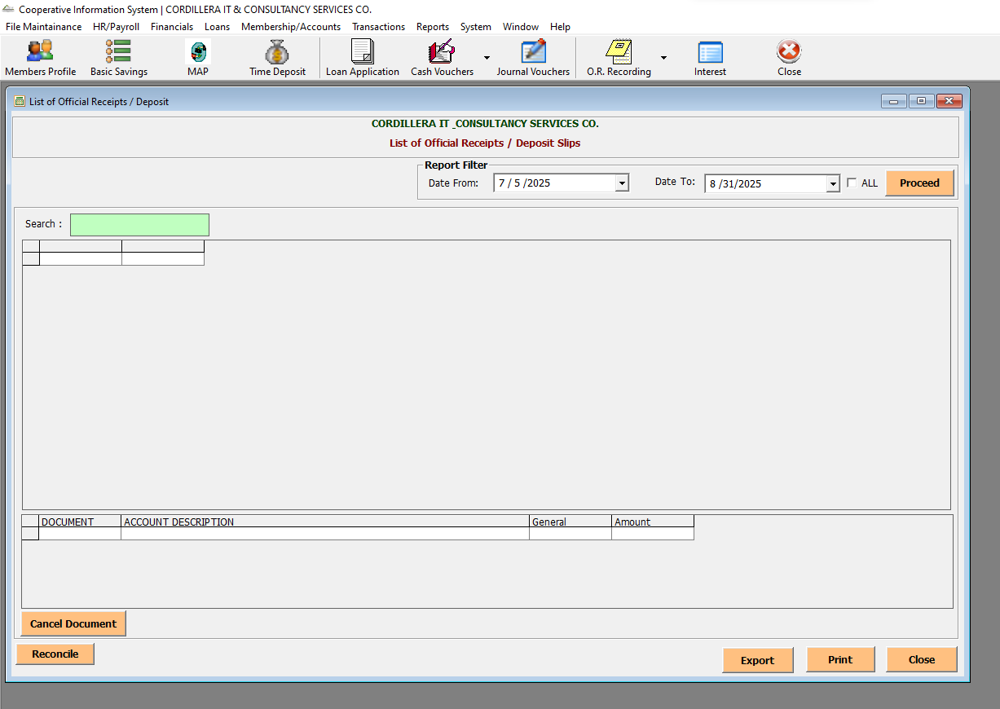 Cooperative Information System | CORDILLERA IT & CONSULTANCY SERVICES CO.
File Maintainance HR/Payroll Financials Loans Membership/Accounts Transactions Reports System Window Help
Members Profile Basic Savings MAP Time Deposit Loan Application Cash Vouchers Journal Vouchers O.R. Recording Interest Close
List of Official Receipts / Deposit
CORDILLERA IT _CONSULTANCY SERVICES CO.
List of Official Receipts / Deposit Slips
Report Filter
Date From: 7 / 5 /2025 Date To: 8 /31/2025 ALL Proceed
Search :
DOCUMENT ACCOUNT DESCRIPTION General Amount
Cancel Document
Reconcile
Export Print Close